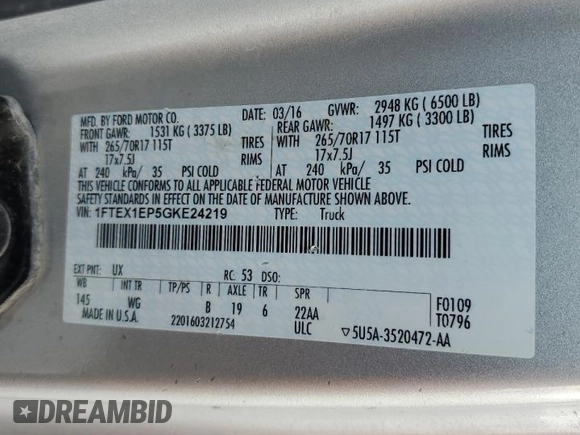 MFD. BY FORD MOTOR CO.
DATE: 03/16 GVWR: 2948 KG ( 6500 LB)
FRONT GAWR: 1531 KG ( 3375 LB) REAR GAWR: 1497 KG ( 3300 LB)
WITH 265/70R17 115T TIRES WITH 265/70R17 115T TIRES
17x7.5J RIMS 17x7.5J RIMS
AT 240 kPa/ 35 PSI COLD AT 240 kPa/ 35 PSI COLD
THIS VEHICLE CONFORMS TO ALL APPLICABLE FEDERAL MOTOR VEHICLE
SAFETY STANDARDS IN EFFECT ON THE DATE OF MANUFACTURE SHOWN ABOVE.
VIN: 1FTEX1EP5GKE24219 TYPE: Truck
EXT PNT: UX RC: 53 DSO:
WB INT TR TP/PS R AXLE TR SPR
145 WG B 19 6 22AA F0109
MADE IN U.S.A. 2201603212754 ULC T0796
▽5U5A-3520472-AA
DREAMBID